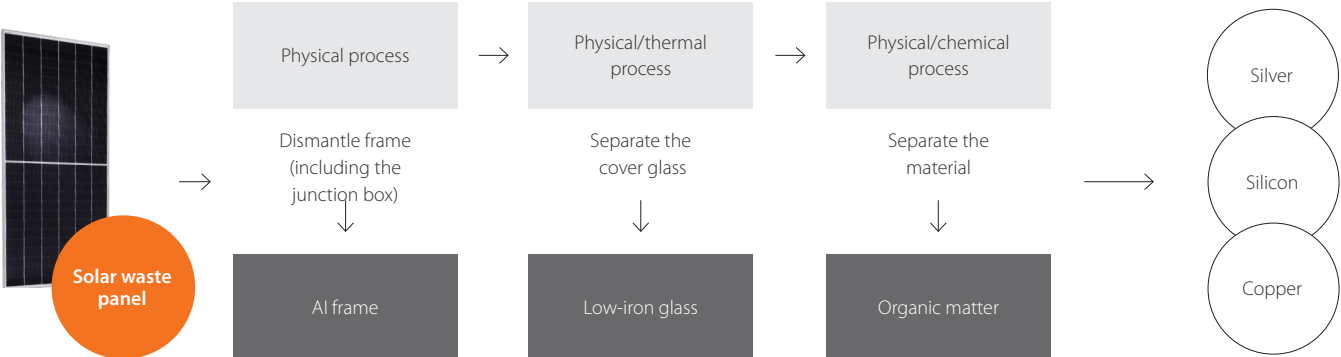 Solar waste
panel
Physical process
Dismantle frame
(including the
junction box)
Al frame
Physical/thermal
process
Separate the
cover glass
Low-iron glass
Physical/chemical
process
Separate the
material
Organic matter
Silver
Silicon
Copper